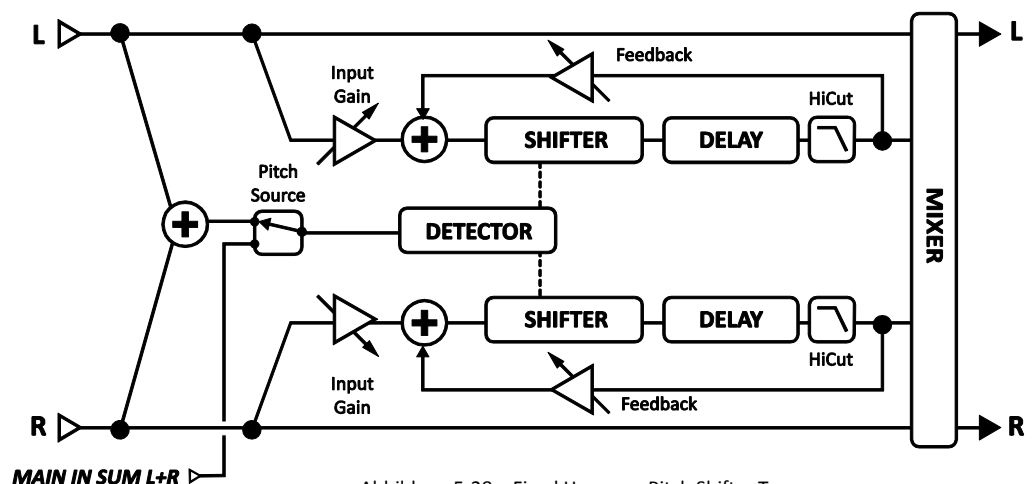 L
L
Feedback
Input
Gain
HiCut
SHIFTER
DELAY
Pitch
Source
DETECTOR
MIXER
SHIFTER
DELAY
HiCut
Input
Gain
Feedback
R
R
MAIN IN SUM L+R